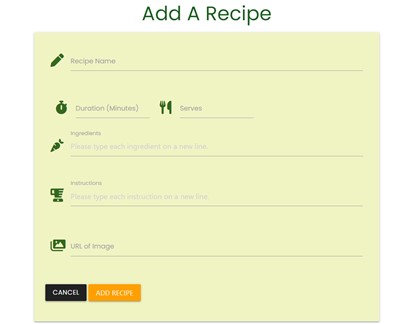 Add A Recipe
Recipe Name
Duration (Minutes) Serves
Ingredients
Please type each ingredient on a new line.
Instructions
Please type each instruction on a new line.
URL of Image
CANCEL ADD RECIPE